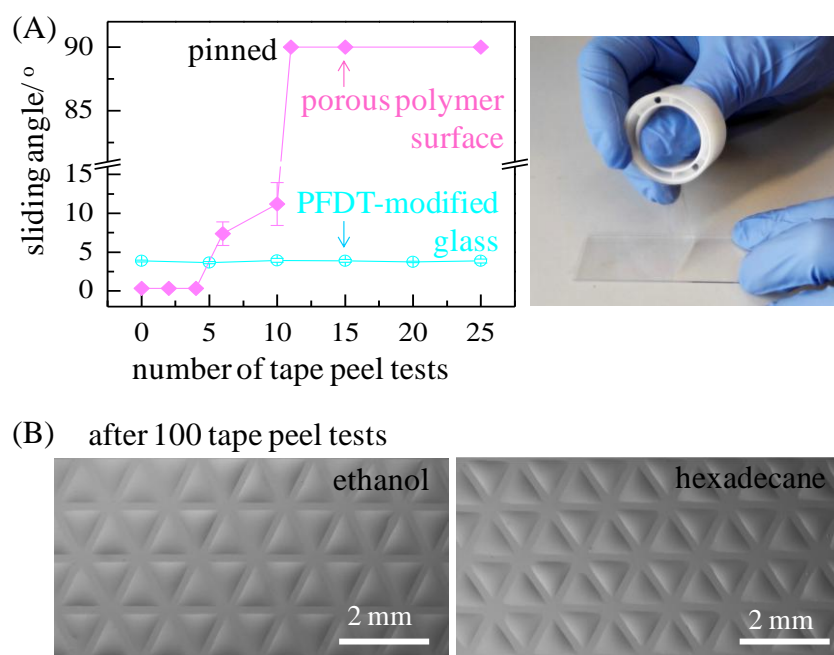 (A)
90
85
15
10
5
0
sliding angle/ °
pinned
porous polymer
surface
PFDT-modified
glass
0 5 10 15 20 25
number of tape peel tests
(B) after 100 tape peel tests
ethanol
2 mm
hexadecane
2 mm